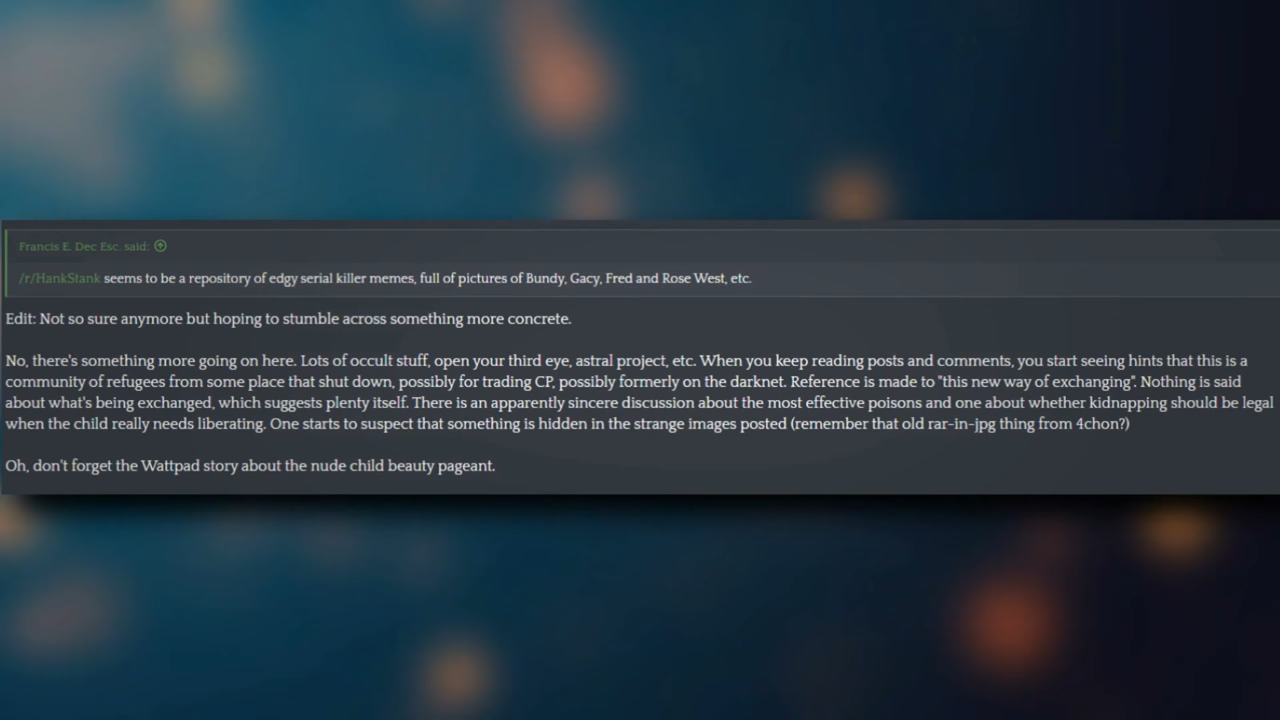 Francis E. Dec Esc. said:
/r/HankStank seems to be a repository of edgy serial killer memes, full of pictures of Bundy, Gacy, Fred and Rose West, etc.
Edit: Not so sure anymore but hoping to stumble across something more concrete.
No, there's something more going on here. Lots of occult stuff, open your third eye, astral project, etc. When you keep reading posts and comments, you start seeing hints that this is a
community of refugees from some place that shut down, possibly for trading CP, possibly formerly on the darknet. Reference is made to "this new way of exchanging". Nothing is said
about what's being exchanged, which suggests plenty itself. There is an apparently sincere discussion about the most effective poisons and one about whether kidnapping should be legal
when the child really needs liberating. One starts to suspect that something is hidden in the strange images posted (remember that old rar-in-jpg thing from 4chon?)
Oh, don't forget the Wattpad story about the nude child beauty pageant.